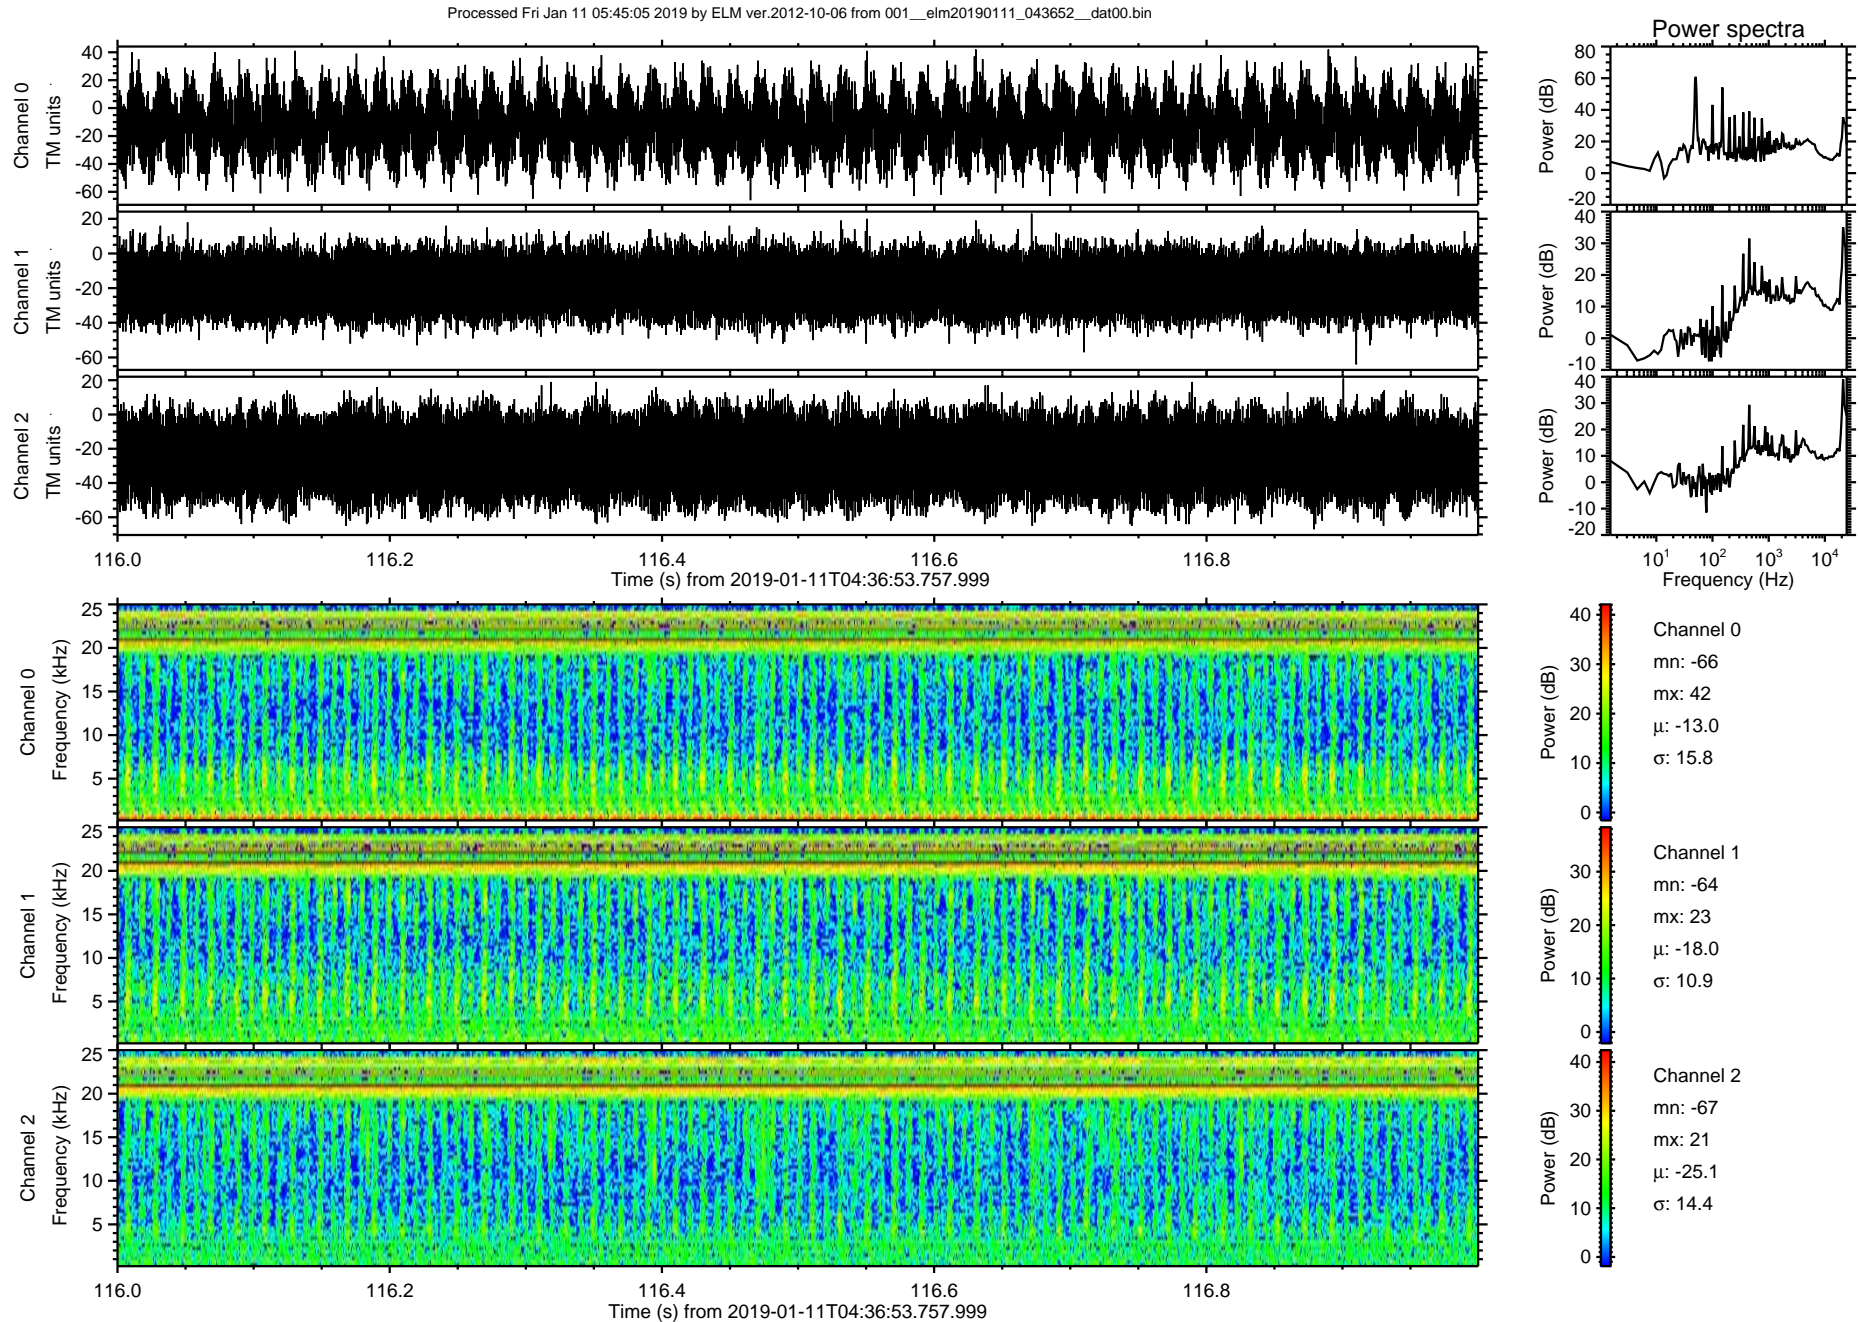 Processed Fri Jan 11 05:45:05 2019 by ELM ver.2012-10-06 from 001__elm20190111_043652__dat00.bin
Power spectra
Channel 0
TM units
40
20
0
-20
-40
-60
Power (dB)
80
60
40
20
0
-20
Channel 1
TM units
20
0
-20
-40
-60
Power (dB)
40
30
20
10
0
-10
Channel 2
TM units
20
0
-20
-40
-60
Power (dB)
40
30
20
10
0
-10
-20
116.0 116.2 116.4 116.6 116.8
Time (s) from 2019-01-11T04:36:53.757.999
10¹ 10² 10³ 10⁴
Frequency (Hz)
Channel 0
Frequency (kHz)
25
20
15
10
5
Power (dB)
40
30
20
10
0
Channel 0
mn: -66
mx: 42
μ: -13.0
σ: 15.8
Channel 1
Frequency (kHz)
25
20
15
10
5
Power (dB)
30
20
10
0
Channel 1
mn: -64
mx: 23
μ: -18.0
σ: 10.9
Channel 2
Frequency (kHz)
25
20
15
10
5
Power (dB)
40
30
20
10
0
Channel 2
mn: -67
mx: 21
μ: -25.1
σ: 14.4
116.0 116.2 116.4 116.6 116.8
Time (s) from 2019-01-11T04:36:53.757.999